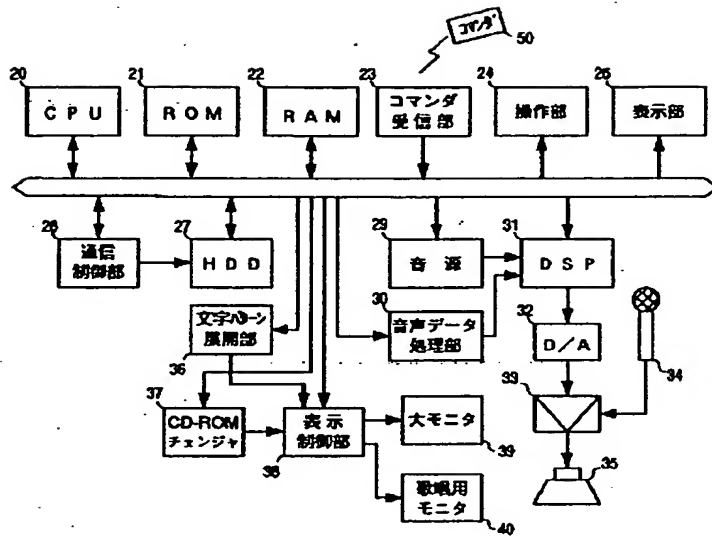 コマンダ
50
20
21
22
23
24
25
CPU
ROM
RAM
コマンダ
受信部
操作部
表示部
26
27
29
31
通信
制御部
HDD
音源
DSP
30
文字パターン
展開部
音声データ
処理部
32
D/A
36
34
37
33
CD-ROM
チェンジャ
表示
制御部
大モニタ
38
39
35
歌唱用
モニタ
40